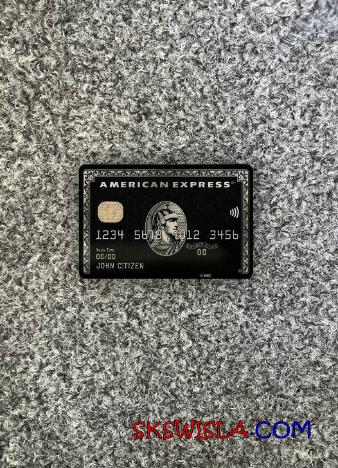 AMERICAN EXPRESS
1234 5678 9012 3456
00
00/00
JOHN CITIZEN
SKSWISLA.COM